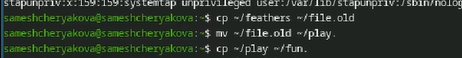 stapunpriv:x:159:159:systemtap unprivileged user:/var/lib/stapunpriv:/sbin/nolog
sameshcheryakova@sameshcheryakova:~$ cp ~/feathers ~/file.old
sameshcheryakova@sameshcheryakova:~$ mv ~/file.old ~/play.
sameshcheryakova@sameshcheryakova:~$ cp ~/play ~/fun.